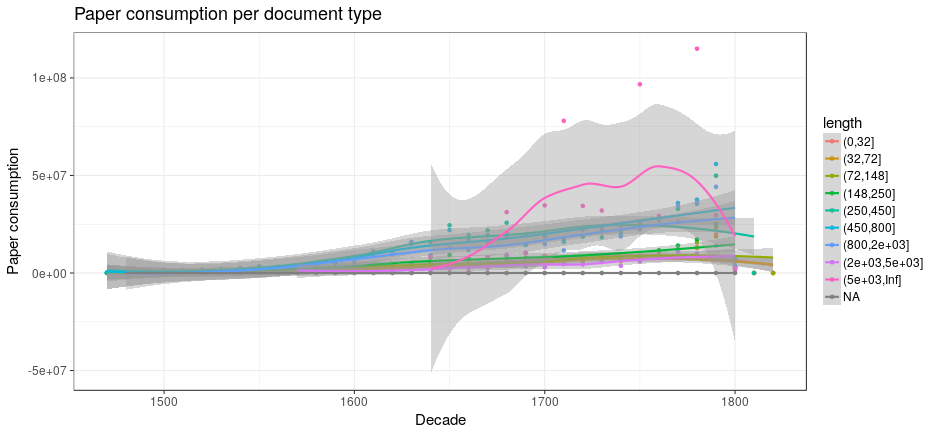 Paper consumption per document type
Paper consumption
1e+08
5e+07
0e+00
-5e+07
1500
1600
1700
1800
Decade
length
(0,32]
(32,72]
(72,148]
(148,250]
(250,450]
(450,800]
(800,2e+03]
(2e+03,5e+03]
(5e+03,Inf]
NA